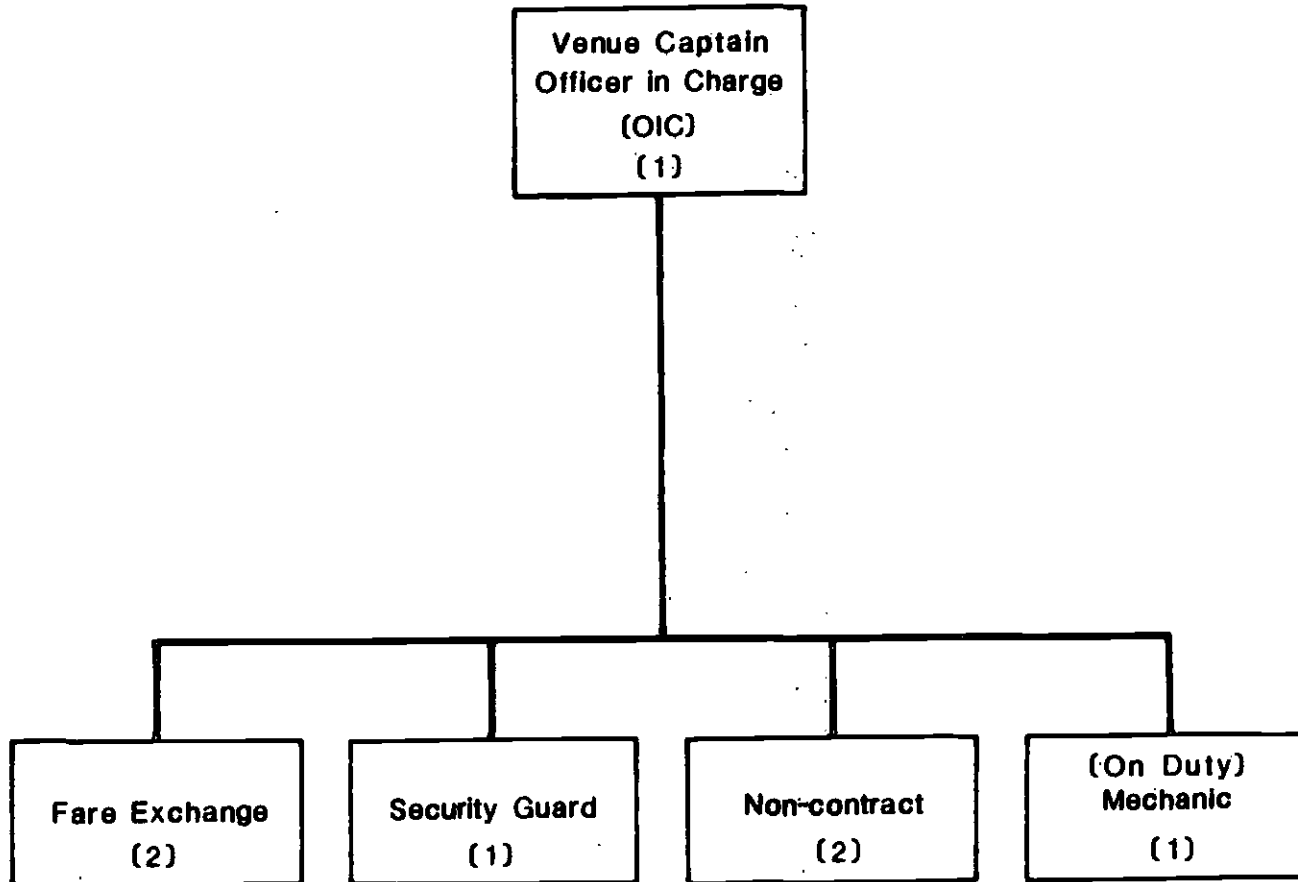 Venue Captain
Officer in Charge
(OIC)
(1)
Fare Exchange
(2)
Security Guard
(1)
Non-contract
(2)
(On Duty)
Mechanic
(1)